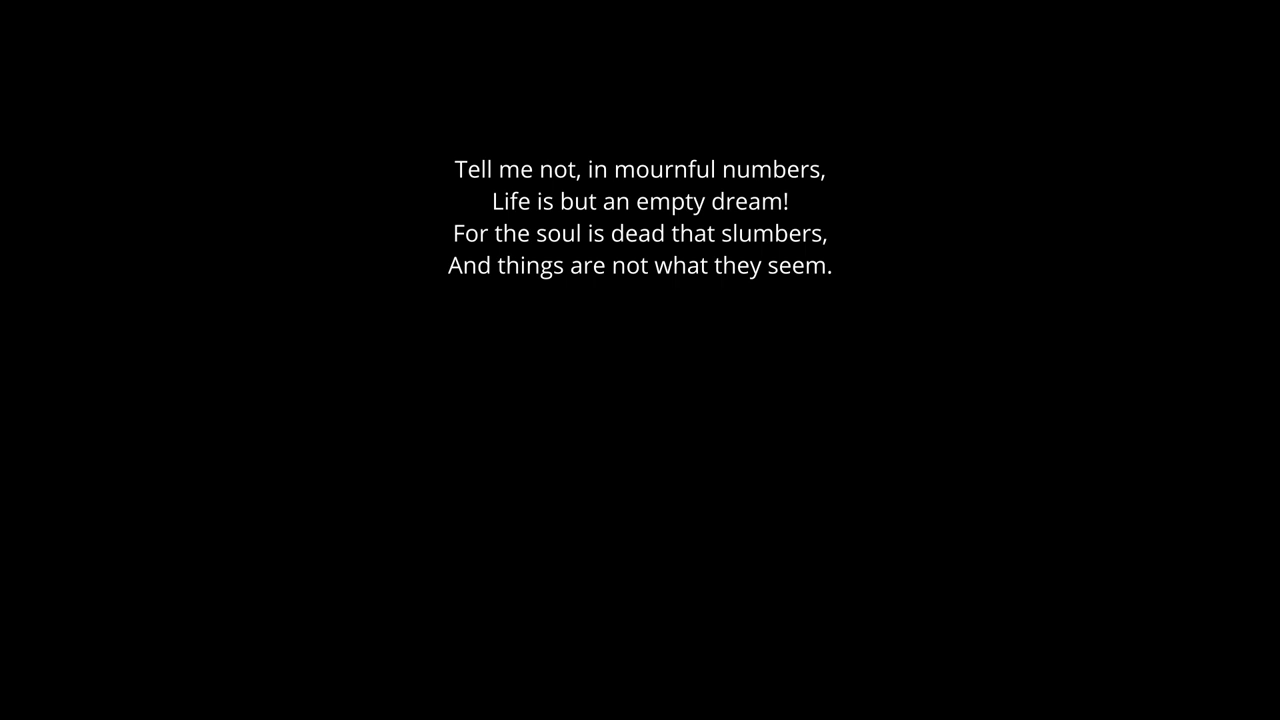 Tell me not, in mournful numbers,
Life is but an empty dream!
For the soul is dead that slumbers,
And things are not what they seem.